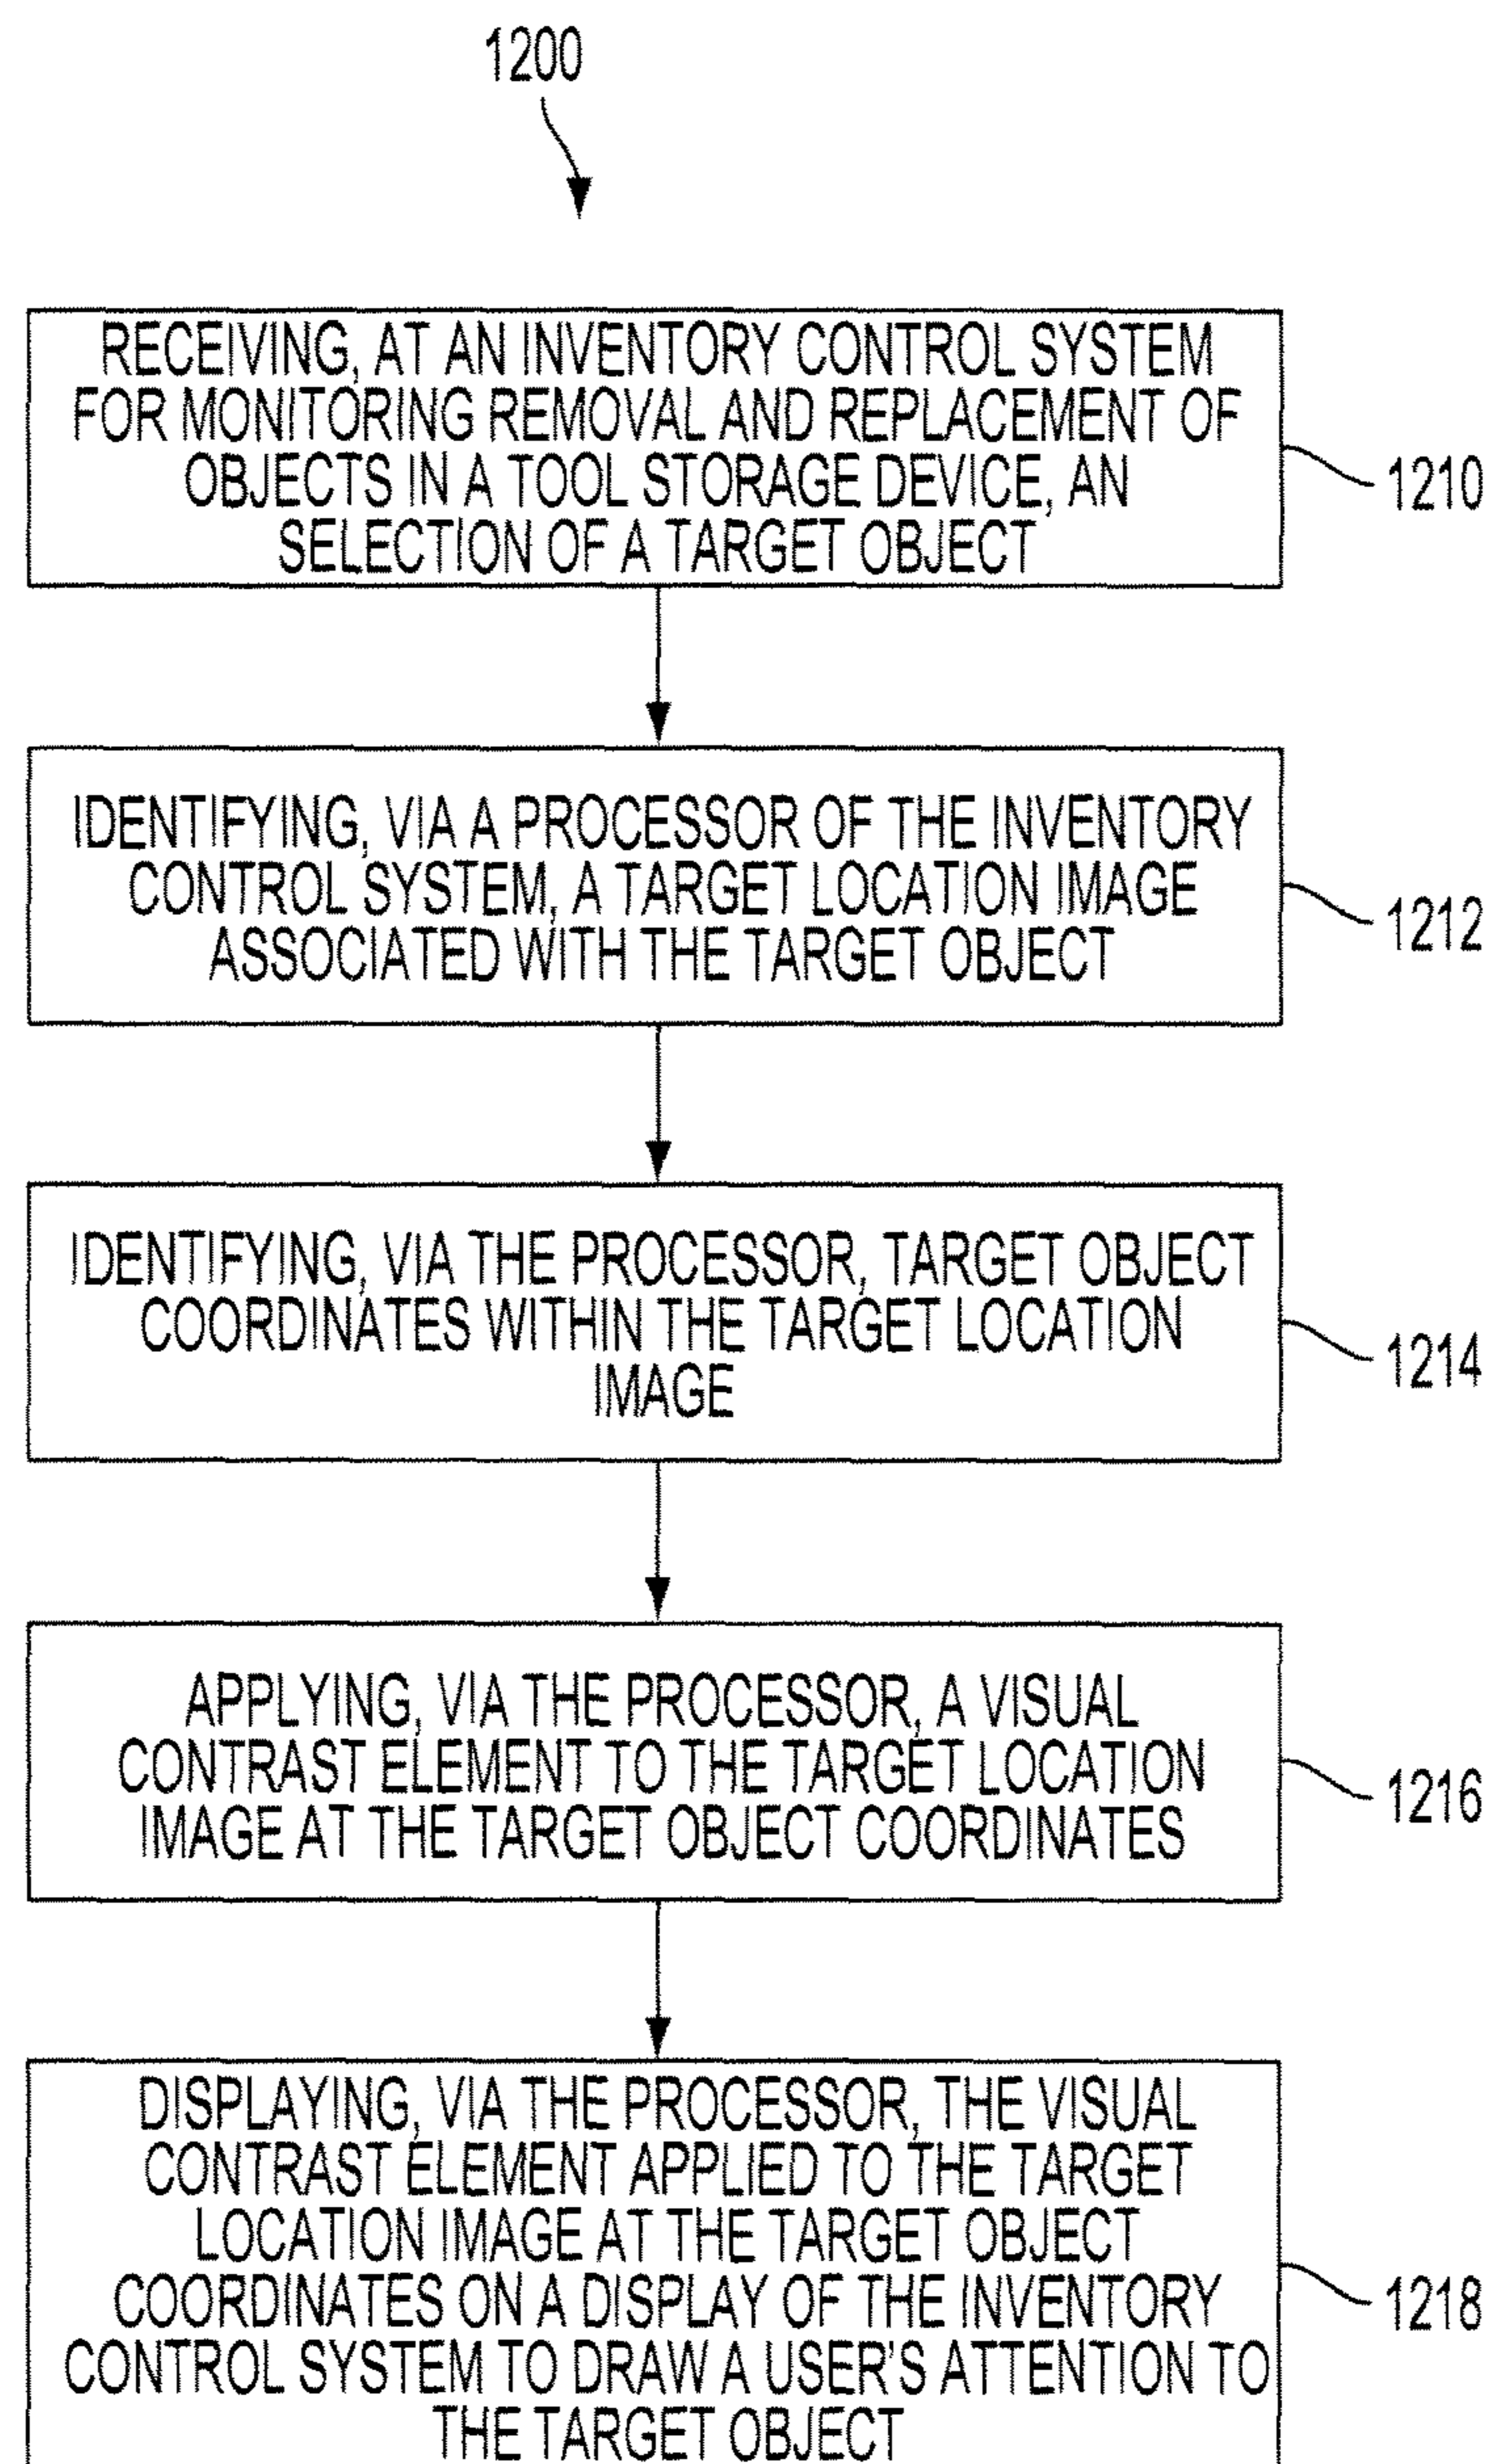 1200
RECEIVING, AT AN INVENTORY CONTROL SYSTEM
FOR MONITORING REMOVAL AND REPLACEMENT OF
OBJECTS IN A TOOL STORAGE DEVICE, AN
SELECTION OF A TARGET OBJECT
1210
IDENTIFYING, VIA A PROCESSOR OF THE INVENTORY
CONTROL SYSTEM, A TARGET LOCATION IMAGE
ASSOCIATED WITH THE TARGET OBJECT
1212
IDENTIFYING, VIA THE PROCESSOR, TARGET OBJECT
COORDINATES WITHIN THE TARGET LOCATION
IMAGE
1214
APPLYING, VIA THE PROCESSOR, A VISUAL
CONTRAST ELEMENT TO THE TARGET LOCATION
IMAGE AT THE TARGET OBJECT COORDINATES
1216
DISPLAYING, VIA THE PROCESSOR, THE VISUAL
CONTRAST ELEMENT APPLIED TO THE TARGET
LOCATION IMAGE AT THE TARGET OBJECT
COORDINATES ON A DISPLAY OF THE INVENTORY
CONTROL SYSTEM TO DRAW A USER'S ATTENTION TO
THE TARGET OBJECT
1218